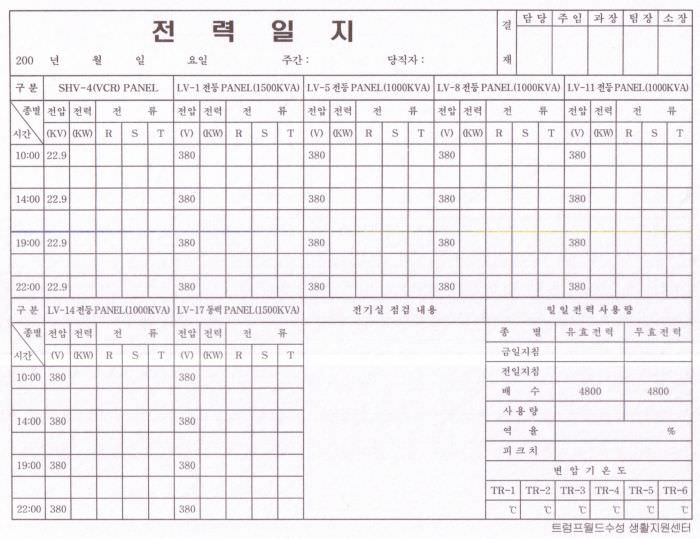 전 력 일 지
결 재
담 당 주 임 과 장 팀 장 소 장
200 년 월 일 요일 주간 : 당직자 :
구 분 SHV-4(VCR) PANEL LV-1 전등 PANEL(1500KVA) LV-5 전등 PANEL(1000KVA) LV-8 전등 PANEL(1000KVA) LV-11 전등 PANEL(1000KVA)
종별 전압 전력 전 류 전압 전력 전 류 전압 전력 전 류 전압 전력 전 류 전압 전력 전 류
시간 (KV) (KW) R S T (V) (KW) R S T (V) (KW) R S T (V) (KW) R S T (V) (KW) R S T
10:00 22.9 380 380 380 380
14:00 22.9 380 380 380 380
19:00 22.9 380 380 380 380
22:00 22.9 380 380 380 380
구 분 LV-14 전등 PANEL(1000KVA) LV-17 동력 PANEL(1500KVA) 전기실 점검 내용 일일전력사용량
종별 전압 전력 전 류 전압 전력 전 류
시간 (V) (KW) R S T (V) (KW) R S T
10:00 380 380
14:00 380 380
19:00 380 380
22:00 380 380
종 별 유효전력 무효전력
금일지침
전일지침
배 수 4800 4800
사용량
역 율 %
피크치
변압기온도
TR-1 TR-2 TR-3 TR-4 TR-5 TR-6
℃ ℃ ℃ ℃ ℃ ℃
트럼프월드수성 생활지원센터